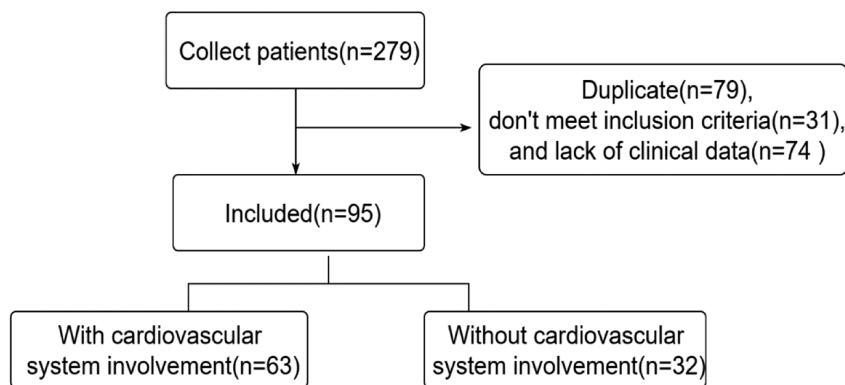 Collect patients(n=279)
Duplicate(n=79),
don't meet inclusion criteria(n=31),
and lack of clinical data(n=74 )
Included(n=95)
With cardiovascular
system involvement(n=63)
Without cardiovascular
system involvement(n=32)